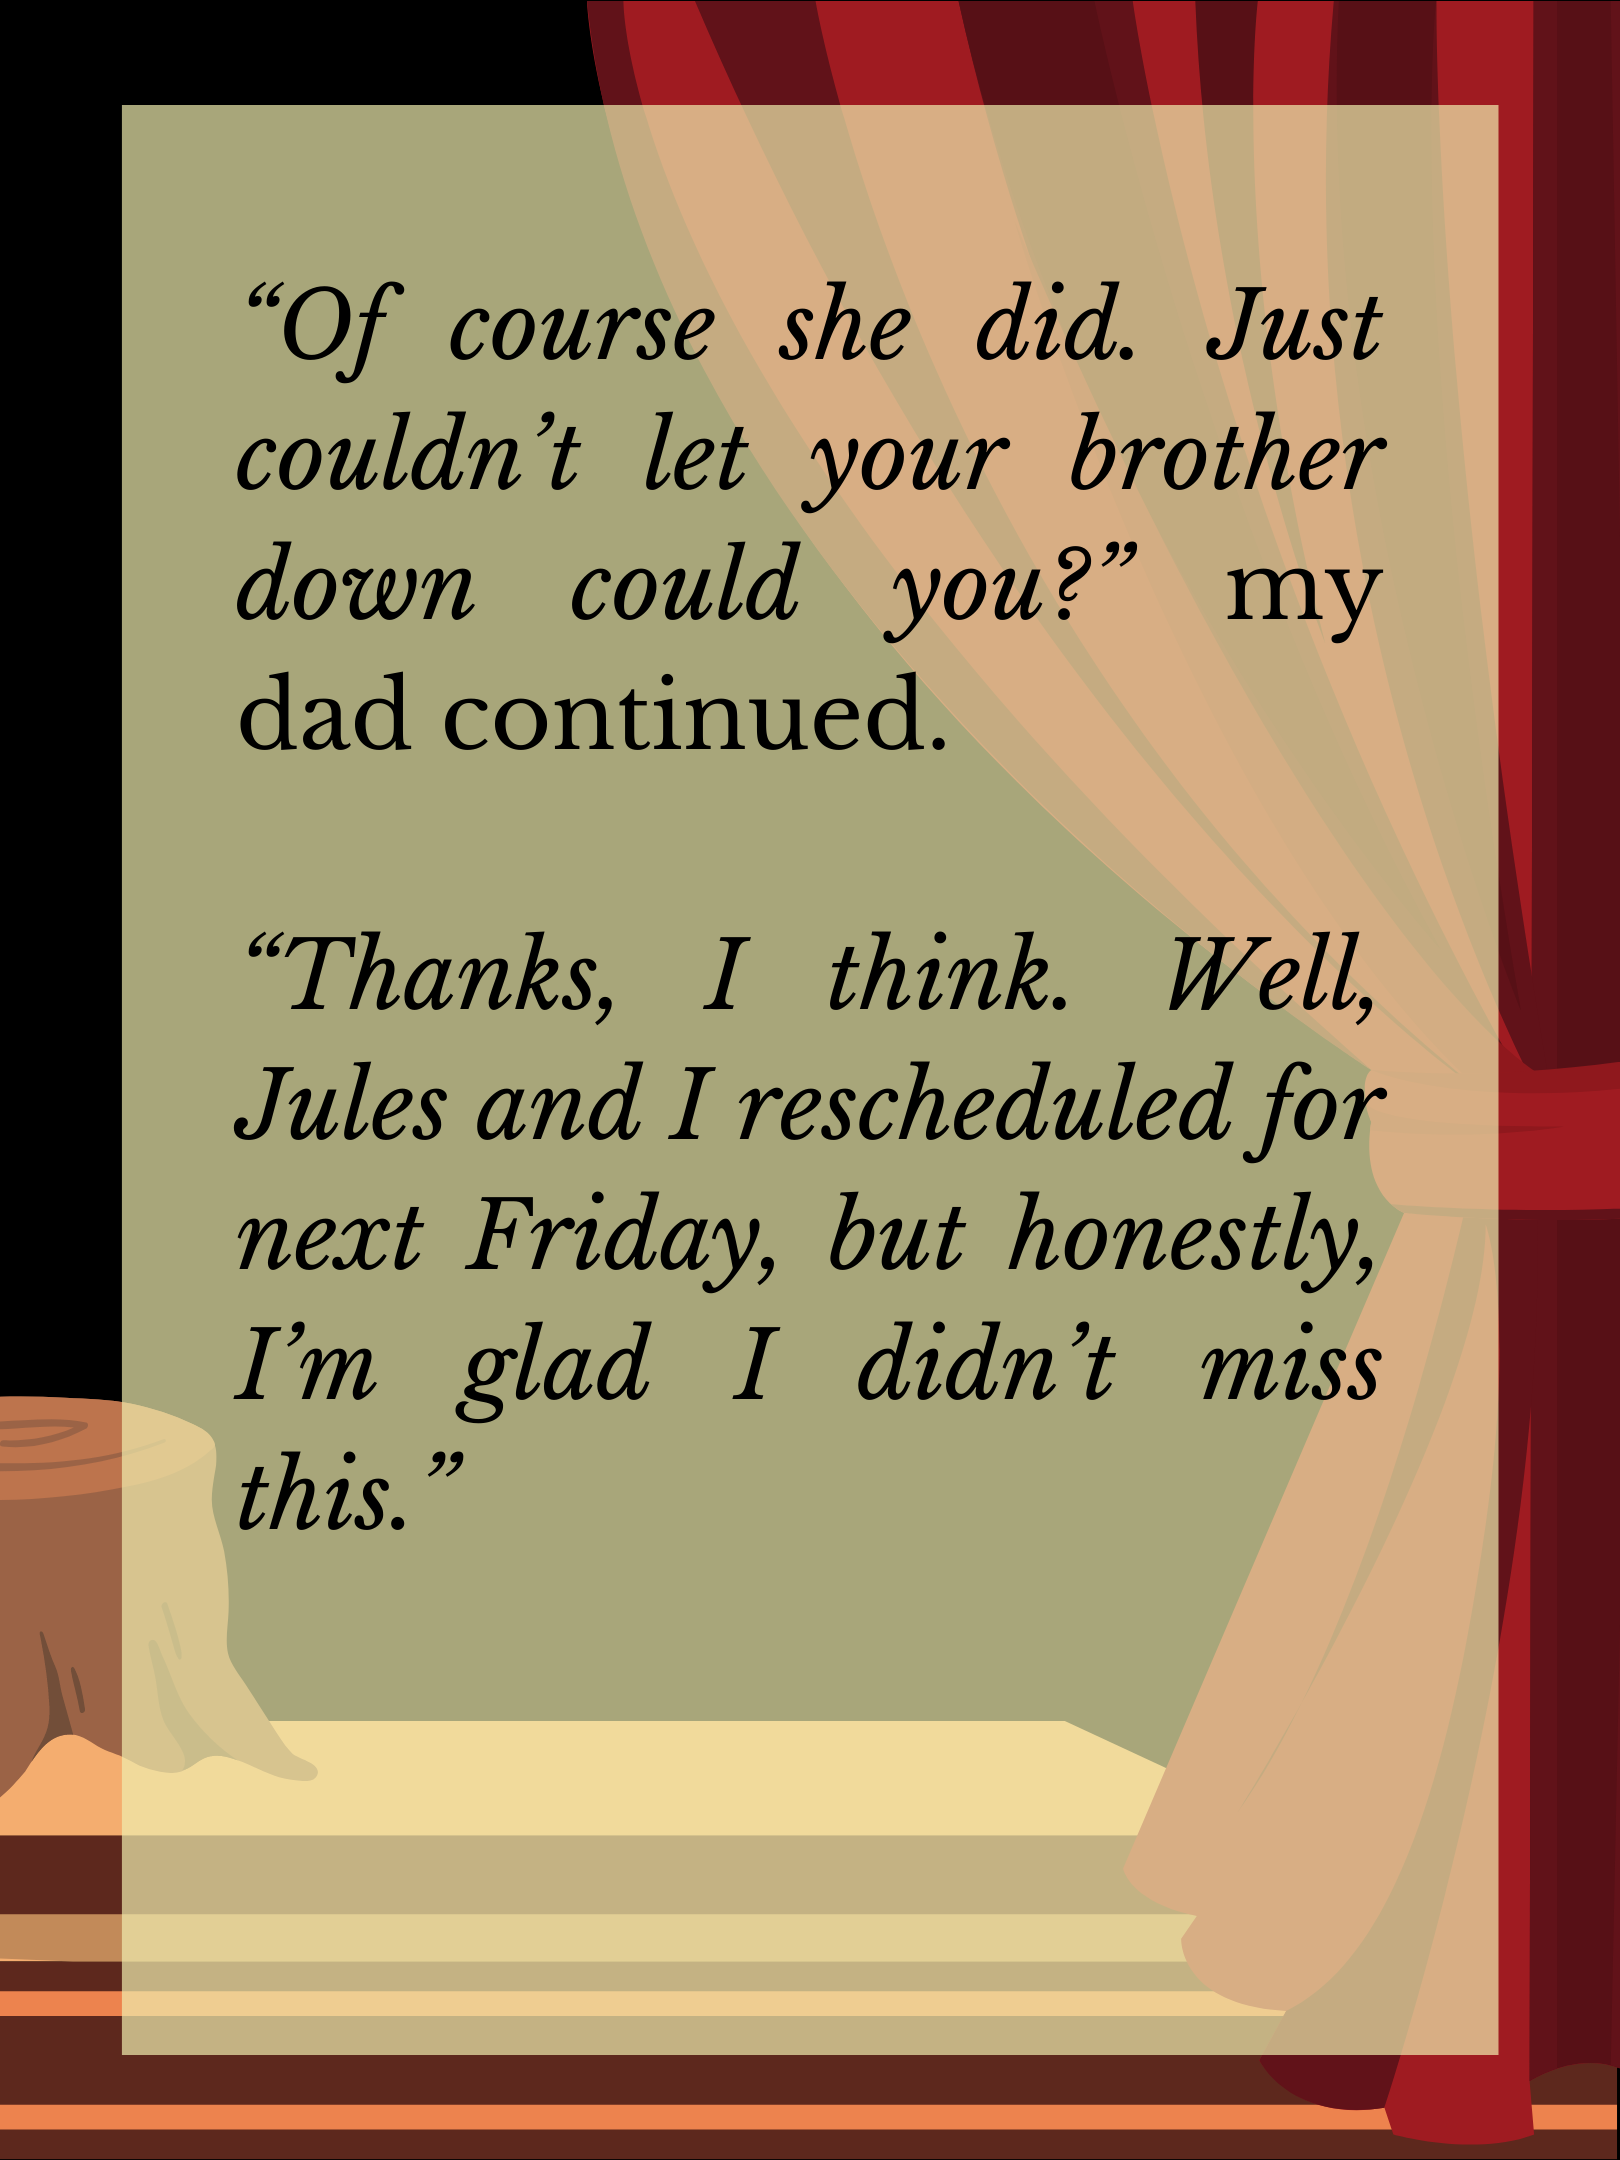 “Of course she did. Just
couldn’t let your brother
down could you?” my
dad continued.
“Thanks, I think. Well,
Jules and I rescheduled for
next Friday, but honestly,
I’m glad I didn’t miss
this.”